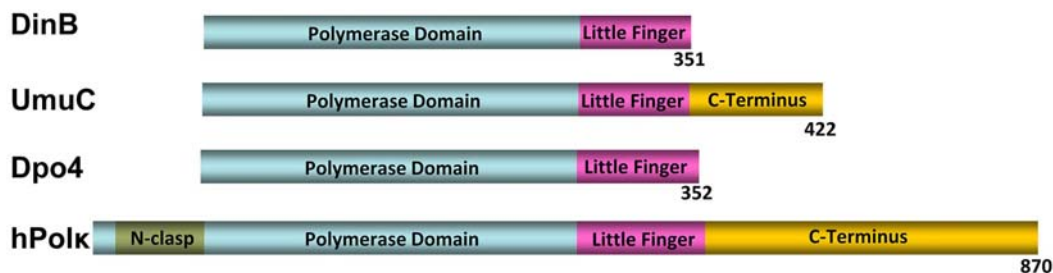 DinB
Polymerase Domain Little Finger
351
UmuC
Polymerase Domain Little Finger C-Terminus
422
Dpo4
Polymerase Domain Little Finger
352
hPolκ
N-clasp Polymerase Domain Little Finger C-Terminus
870